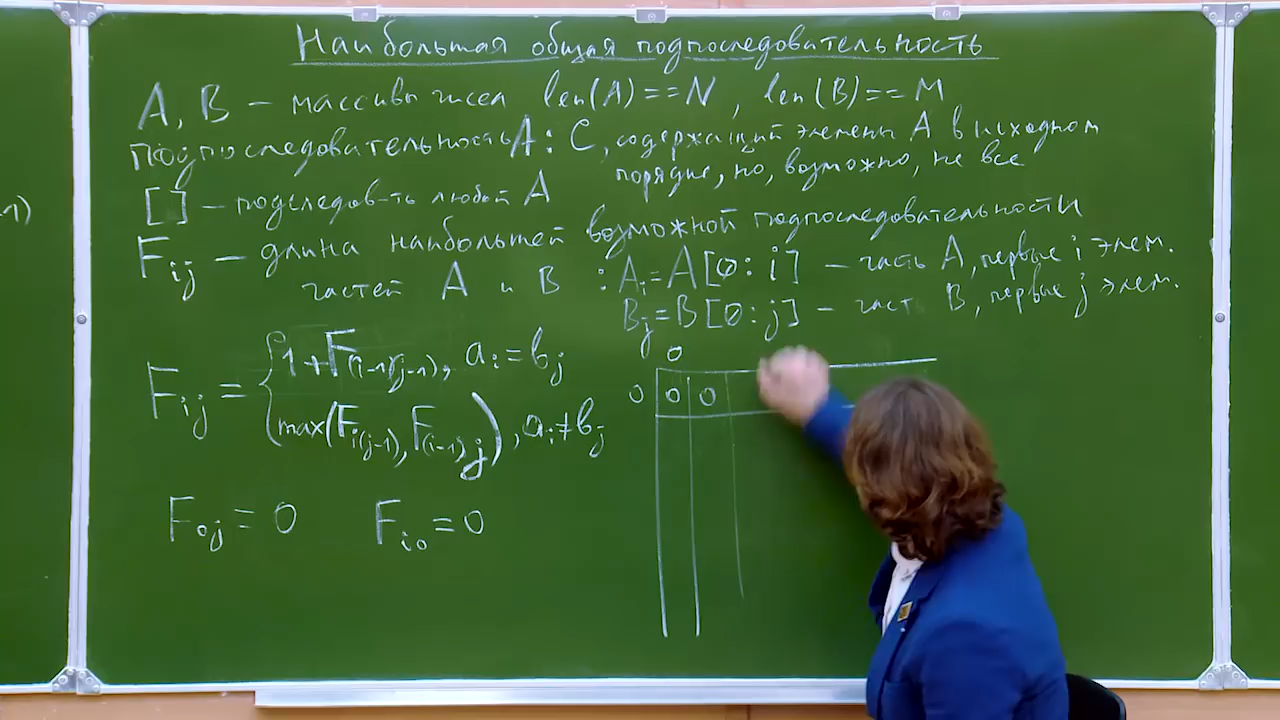 Наибольшая общая подпоследовательность
A, B – массивы чисел len(A)==N, len(B)==M
подпоследовательность A: C, содержащий элементы A в исходном
порядке, но, возможно, не все
[] – подследов-ть любой A
-1)
Fij – длина наибольшей возможной подпоследовательности
частей A и B : Ai=A[0:i] – часть A, первые i элем.
Bj=B[0:j] – часть B, первые j элем.
Fij = { 1+F(i-1)(j-1), ai=bj
max(Fi(j-1), F(i-1)j), ai≠bj
0
0 0 0
F0j=0 Fi0=0